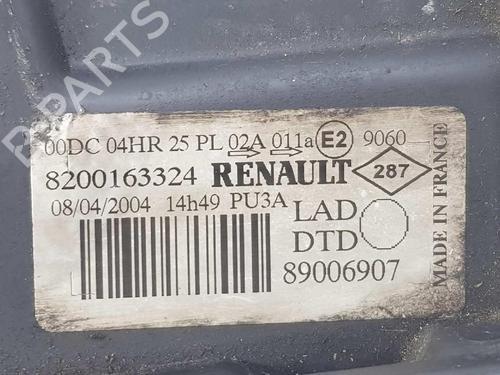 B-PARTS
00DC 04HR 25 PL 02A 011a E2 9060
8200163324 RENAULT 287
08/04/2004 14h49 PU3A LAD
DTD
89006907
MADE IN FRANCE